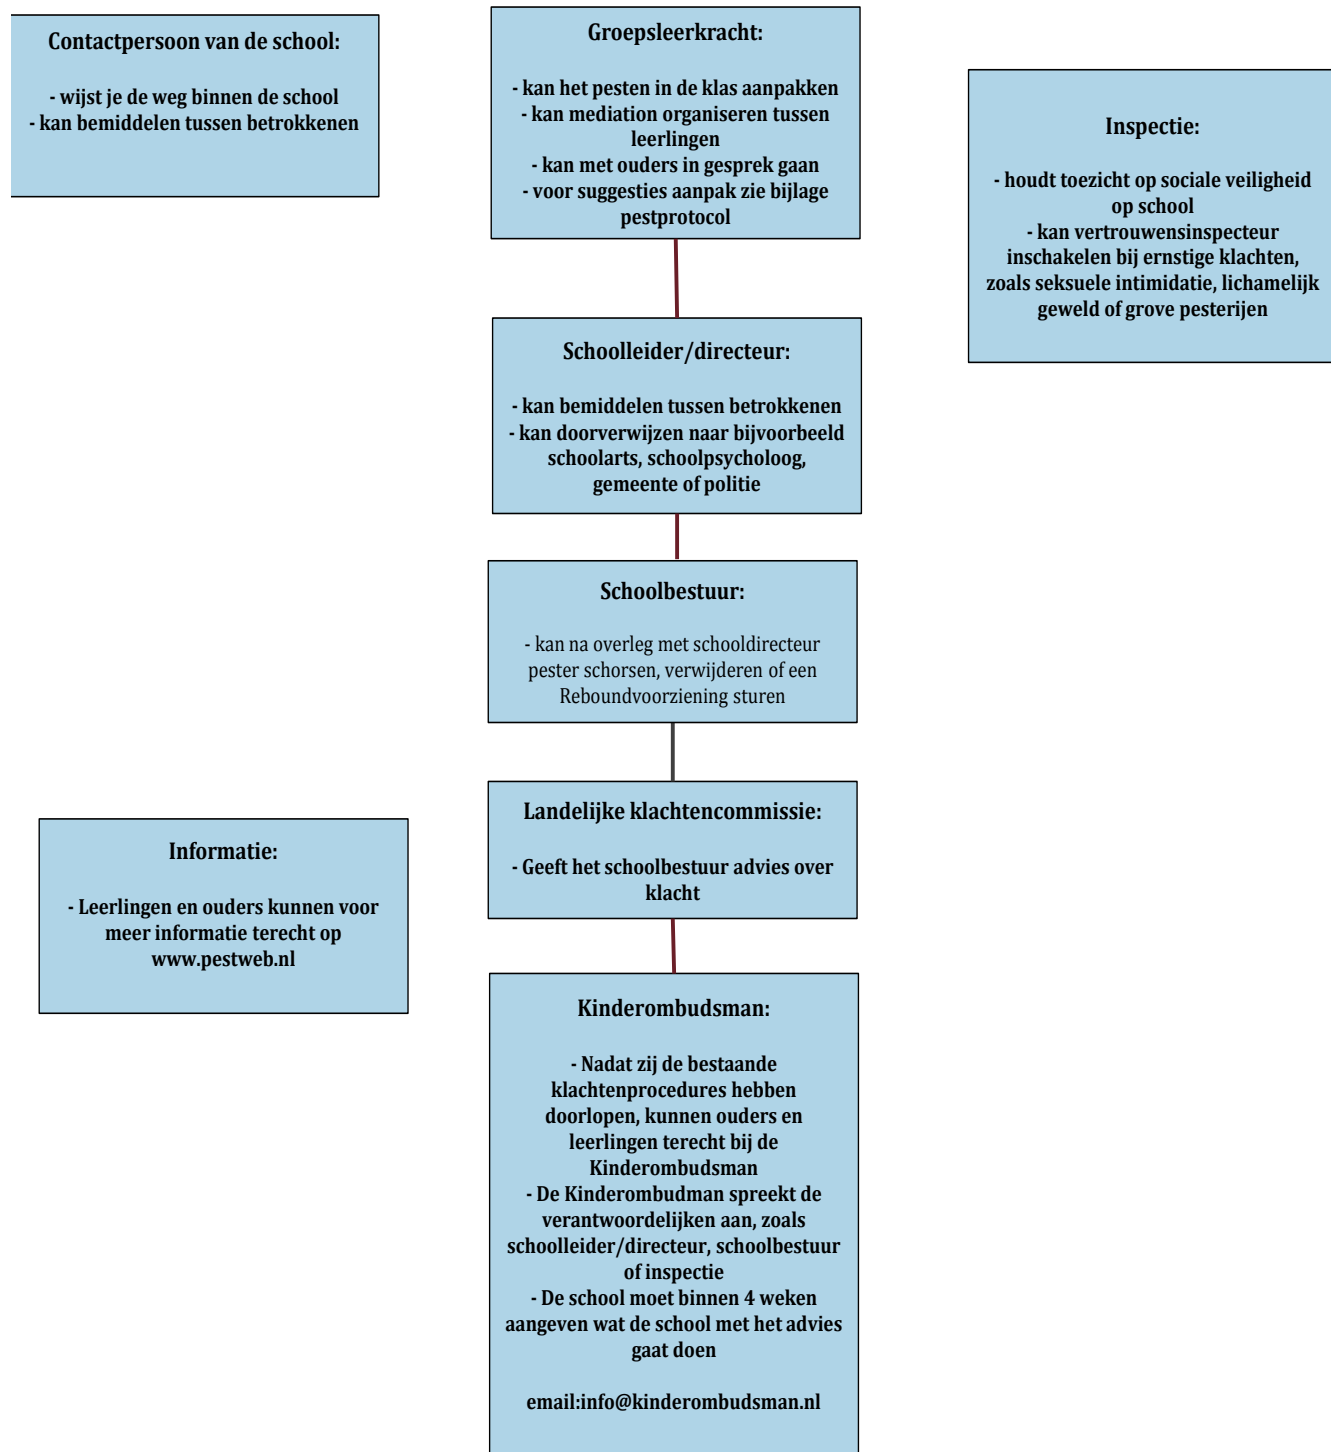 Contactpersoon van de school:
- wijst je de weg binnen de school
- kan bemiddelen tussen betrokkenen
Groepsleerkracht:
- kan het pesten in de klas aanpakken
- kan mediation organiseren tussen
leerlingen
- kan met ouders in gesprek gaan
- voor suggesties aanpak zie bijlage
pestprotocol
Inspectie:
- houdt toezicht op sociale veiligheid
op school
- kan vertrouwensinspecteur
inschakelen bij ernstige klachten,
zoals seksuele intimidatie, lichamelijk
geweld of grove pesterijen
Schoolleider/directeur:
- kan bemiddelen tussen betrokkenen
- kan doorverwijzen naar bijvoorbeeld
schoolarts, schoolpsycholoog,
gemeente of politie
Schoolbestuur:
- kan na overleg met schooldirecteur
pester schorsen, verwijderen of een
Reboundvoorziening sturen
Landelijke klachtencommissie:
- Geeft het schoolbestuur advies over
klacht
Informatie:
- Leerlingen en ouders kunnen voor
meer informatie terecht op
www.pestweb.nl
Kinderombudsman:
- Nadat zij de bestaande
klachtenprocedures hebben
doorlopen, kunnen ouders en
leerlingen terecht bij de
Kinderombudsman
- De Kinderombudman spreekt de
verantwoordelijken aan, zoals
schoolleider/directeur, schoolbestuur
of inspectie
- De school moet binnen 4 weken
aangeven wat de school met het advies
gaat doen
email:info@kinderombudsman.nl